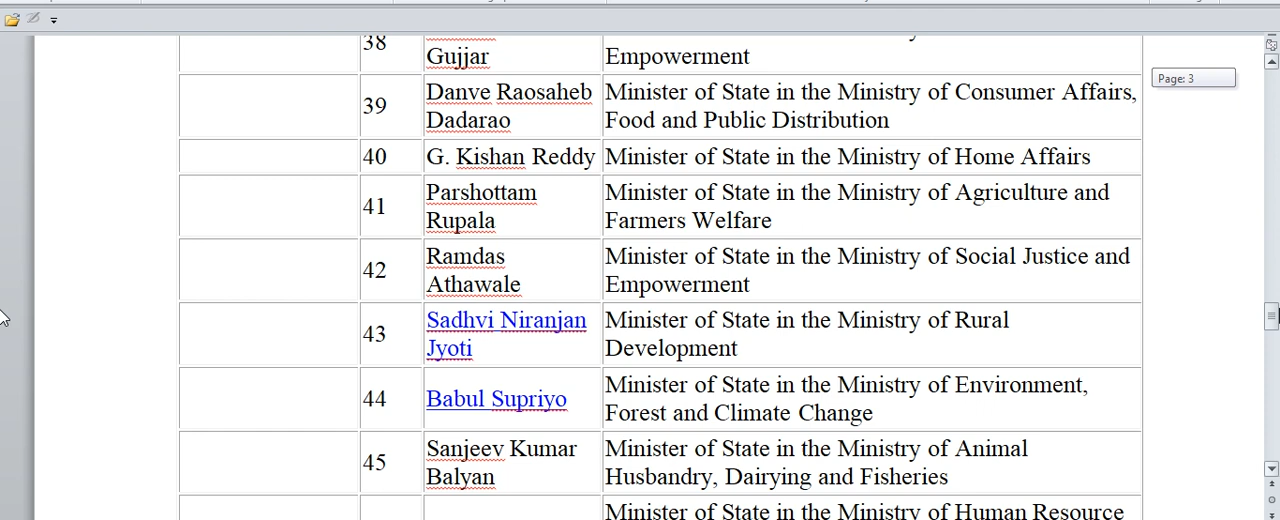 Page: 3
38
Gujjar
Empowerment
39
Danve Raosaheb
Dadarao
Minister of State in the Ministry of Consumer Affairs,
Food and Public Distribution
40
G. Kishan Reddy
Minister of State in the Ministry of Home Affairs
41
Parshottam
Rupala
Minister of State in the Ministry of Agriculture and
Farmers Welfare
42
Ramdas
Athawale
Minister of State in the Ministry of Social Justice and
Empowerment
43
Sadhvi Niranjan
Jyoti
Minister of State in the Ministry of Rural
Development
44
Babul Supriyo
Minister of State in the Ministry of Environment,
Forest and Climate Change
45
Sanjeev Kumar
Balyan
Minister of State in the Ministry of Animal
Husbandry, Dairying and Fisheries
Minister of State in the Ministry of Human Resource